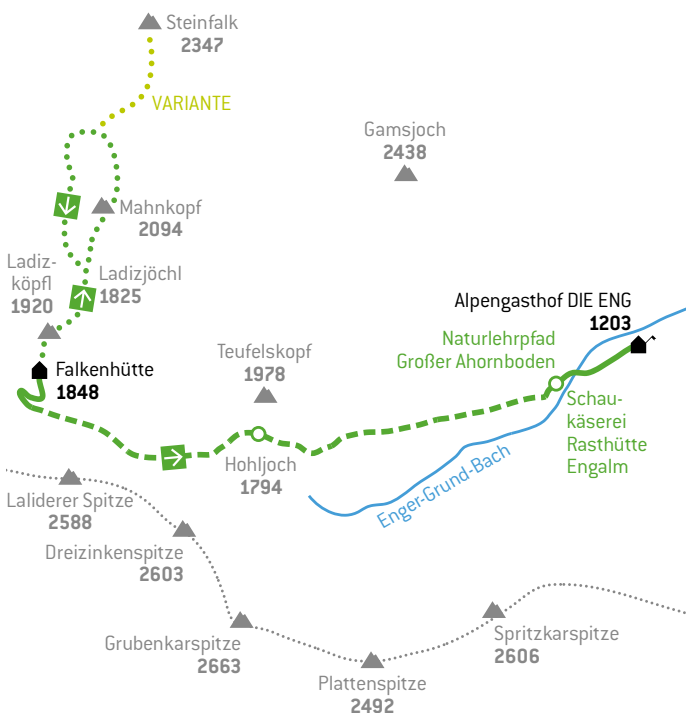 Steinfalk
2347
VARIANTE
Gamsjoch
2438
Mahnkopf
2094
Ladiz-
köpfl
1920
Ladizjöchl
1825
Alpengasthof DIE ENG
1203
Naturlehrpfad
Großer Ahornboden
Teufelskopf
1978
Falkenhütte
1848
Schau-
käserei
Rasthütte
Engalm
Hohljoch
1794
Enger-Grund-Bach
Laliderer Spitze
2588
Dreizinkenspitze
2603
Grubenkarspitze
2663
Spritzkarspitze
2606
Plattenspitze
2492